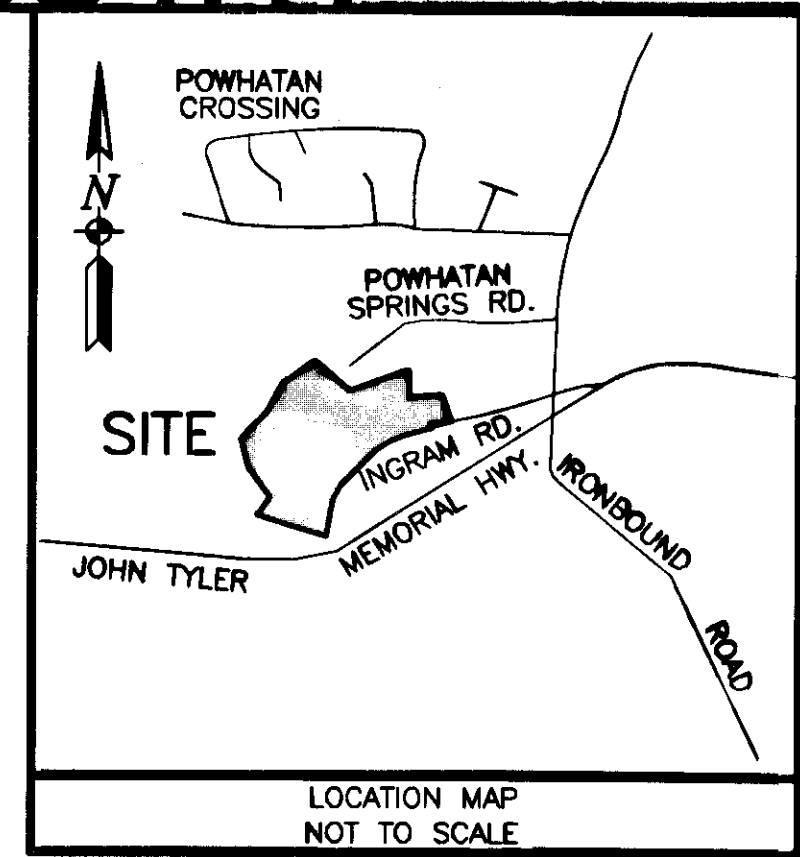 POWHATAN
CROSSING
N
POWHATAN
SPRINGS RD.
SITE
INGRAM RD.
MEMORIAL HWY.
IRONBOUND
JOHN TYLER
ROAD
LOCATION MAP
NOT TO SCALE